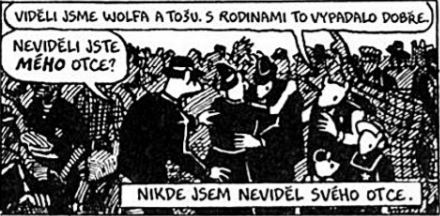 VIDĚLI JSME WOLFA A TOŠU. S RODINAMI TO VYPADALO DOBŘE.
NEVIDĚLI JSTE
MÉHO OTCE?
NIKDE JSEM NEVIDĚL SVÉHO OTCE.